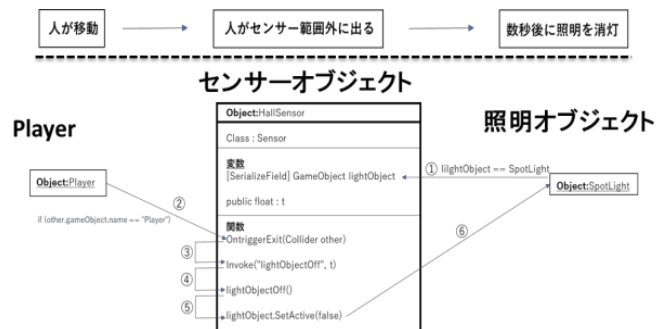 人が移動
人がセンサー範囲外に出る
数秒後に照明を消灯
センサーオブジェクト
Player
照明オブジェクト
Object:HallSensor
Class : Sensor
変数
[SerializeField] GameObject lightObject
public float : t
① lilghtObject == SpotLight
Object:Player
Object:SpotLight
②
if (other.gameObject.name == "Player")
⑥
関数
OntriggerExit(Collider other)
③
Invoke("lightObjectOff", t)
④
lightObjectOff()
⑤
lightObject.SetActive(false)